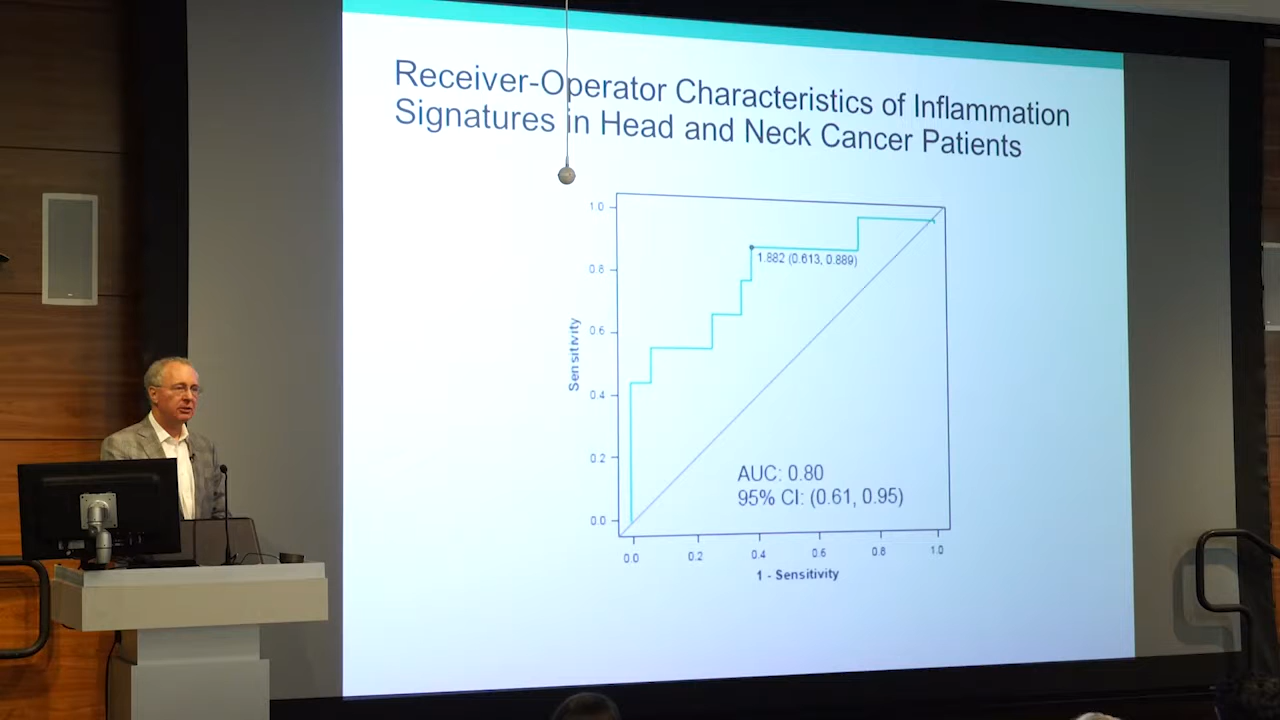 Receiver-Operator Characteristics of Inflammation
Signatures in Head and Neck Cancer Patients
1.0
0.8
0.6
0.4
0.2
0.0
Sensitivity
1.882 (0.613, 0.889)
AUC: 0.80
95% CI: (0.61, 0.95)
0.0 0.2 0.4 0.6 0.8 1.0
1 - Sensitivity